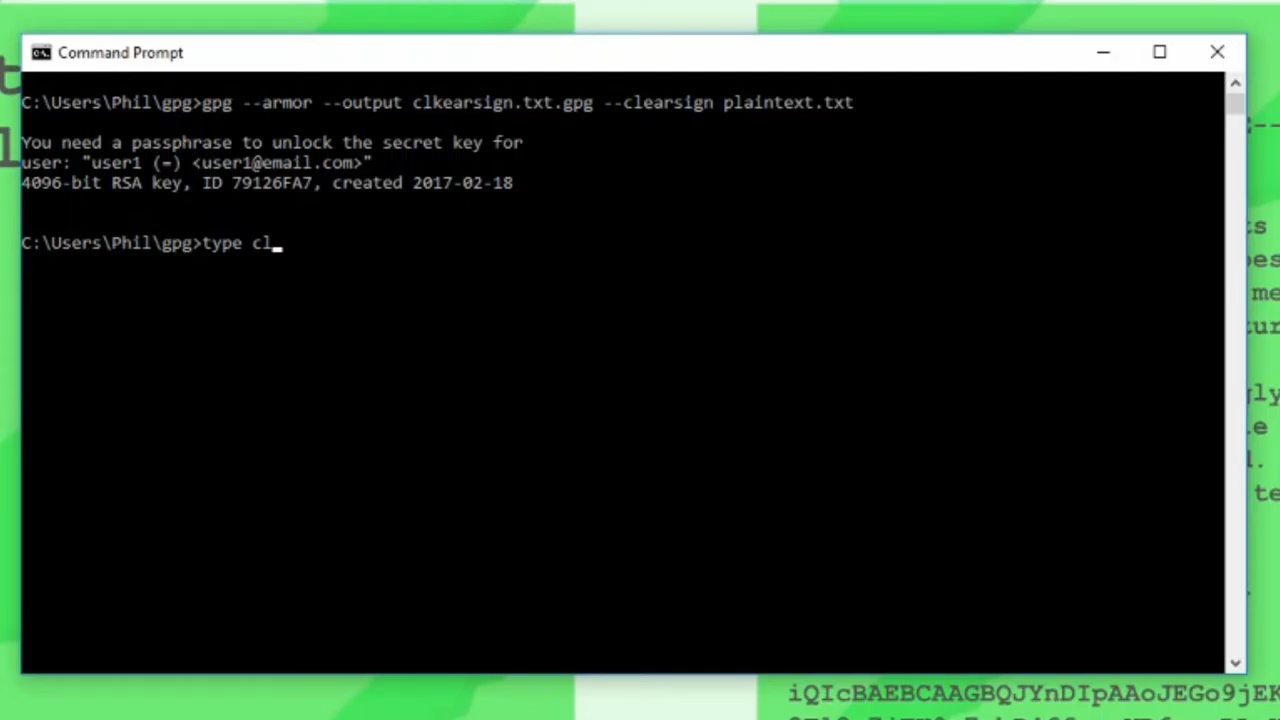 Command Prompt
C:\Users\Phil\gpg>gpg --armor --output clkearsign.txt.gpg --clearsign plaintext.txt
You need a passphrase to unlock the secret key for
user: "user1 (-) <user1@email.com>"
4096-bit RSA key, ID 79126FA7, created 2017-02-18
C:\Users\Phil\gpg>type cl